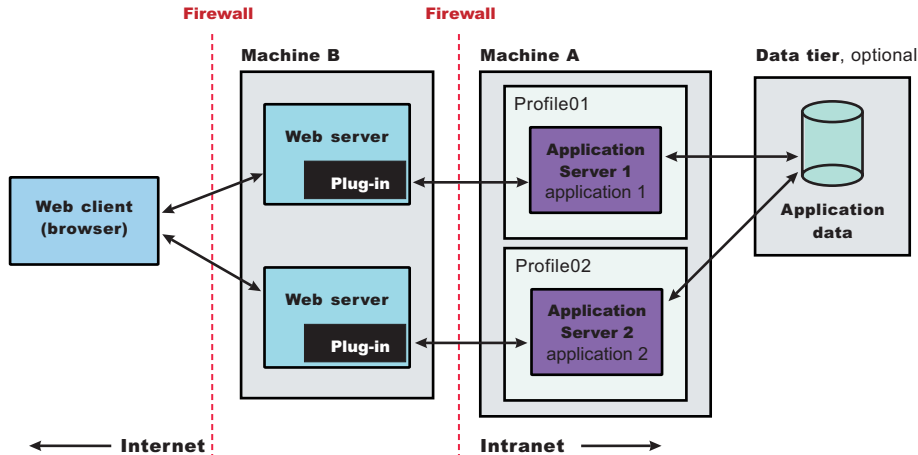 Firewall
Firewall
Machine B
Machine A
Data tier, optional
Profile01
Web server
Plug-in
Application
Server 1
application 1
Web client
(browser)
Application
data
Profile02
Web server
Plug-in
Application
Server 2
application 2
Internet
Intranet